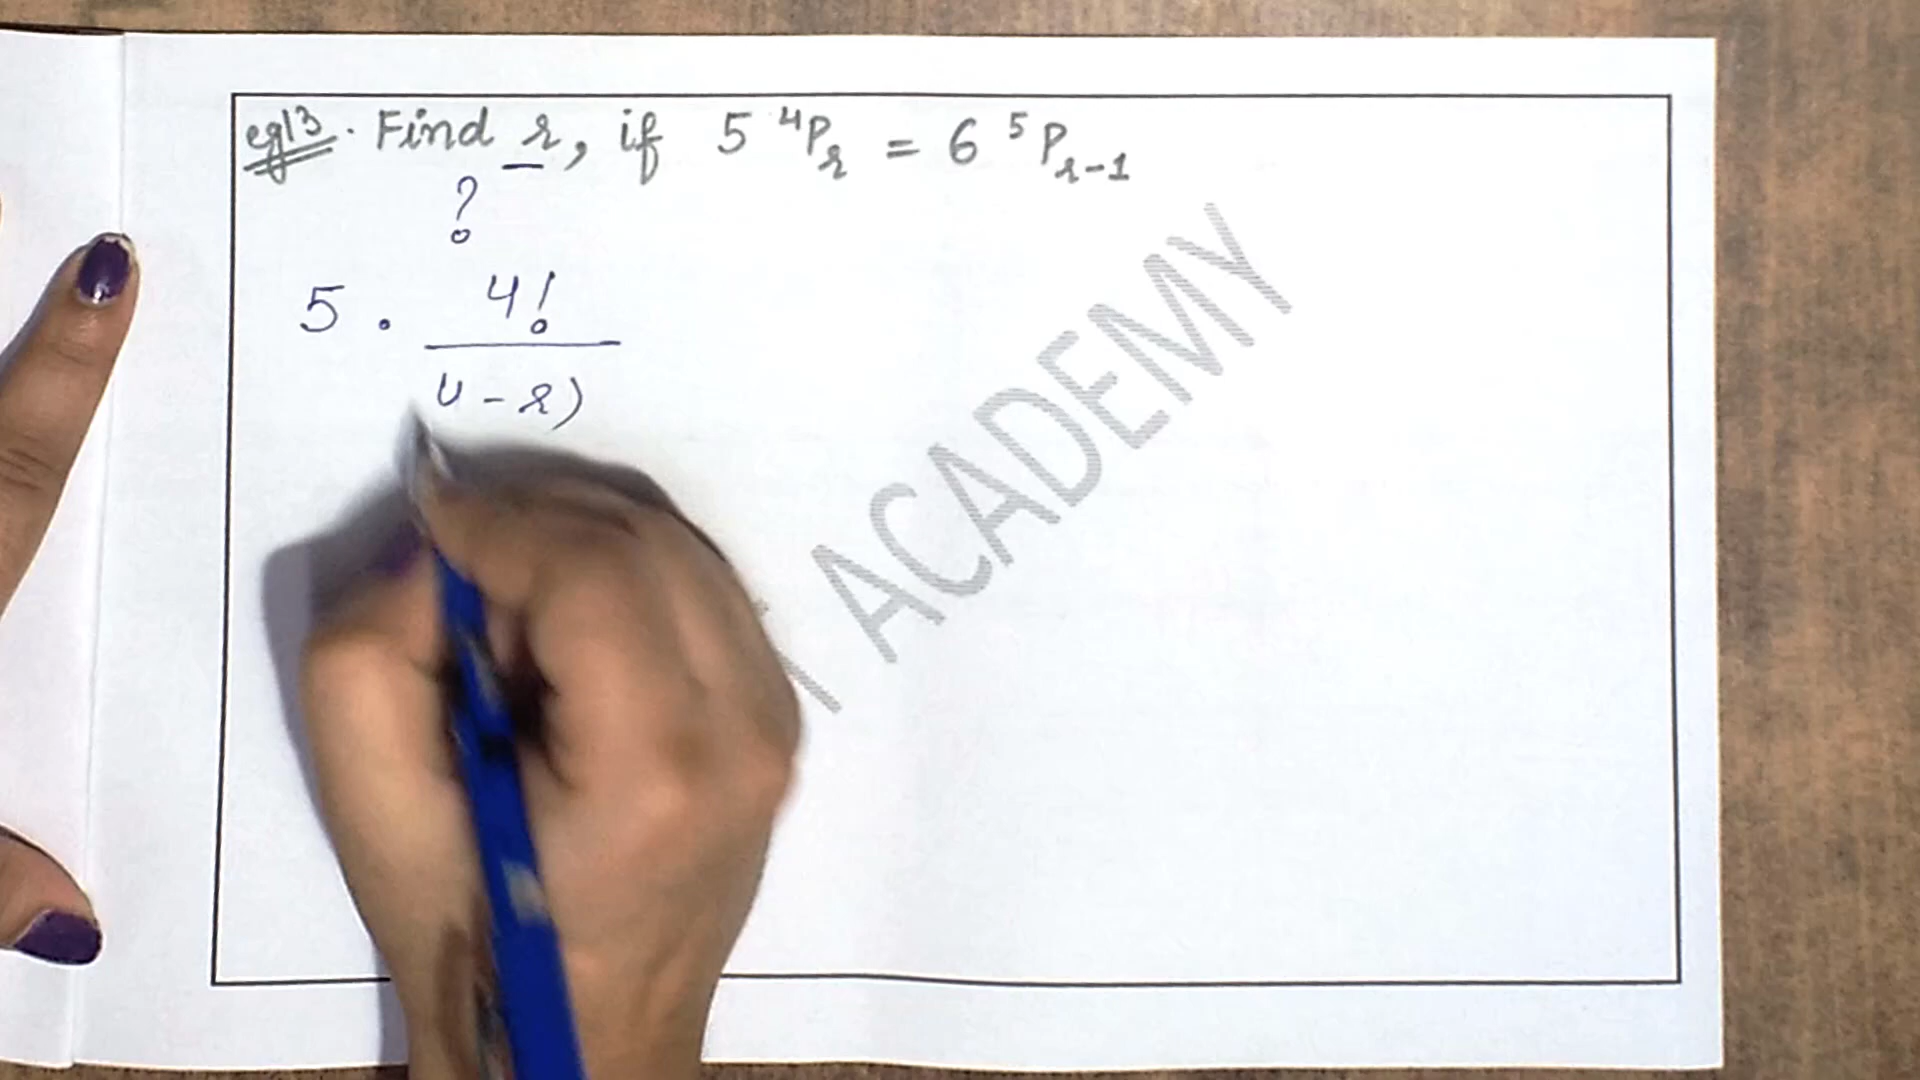 eg13. Find r, if 5 ⁴Pᵣ = 6 ⁵Pᵣ₋₁
?
5 . 4!
4 - r)
ACADEMY